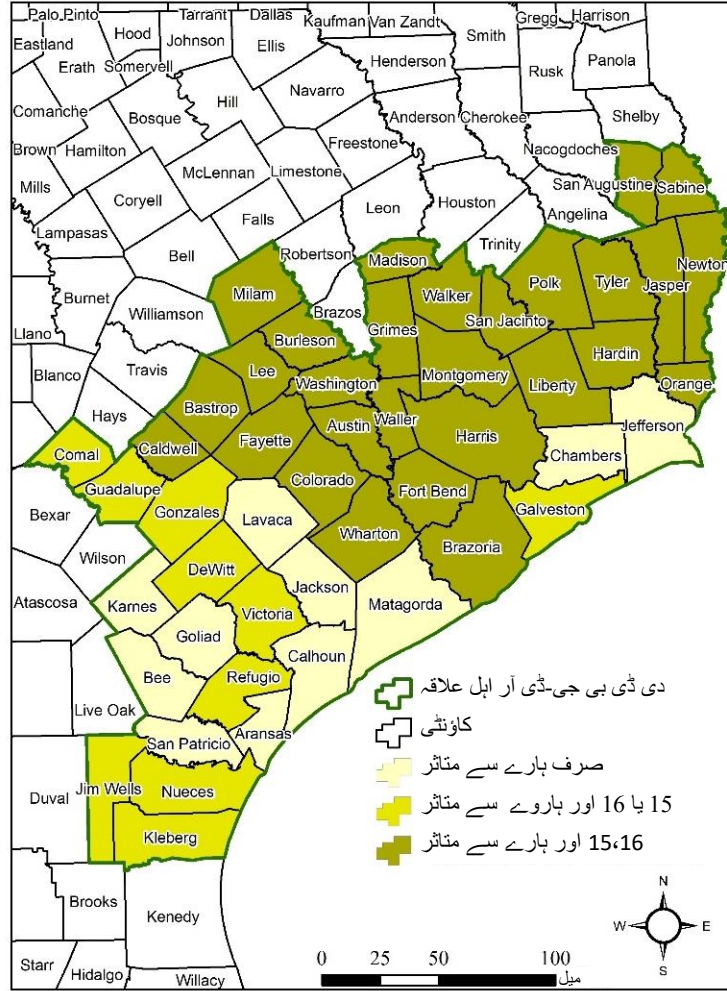 Palo Pinto Tarrant Dallas Kaufman Van Zandt Gregg Harrison
Hood Johnson Ellis Smith Panola
Eastland Erath Somervell Henderson Rusk
Comanche Bosque Hill Navarro Anderson Cherokee Shelby
Brown Hamilton McLennan Limestone Freestone Nacogdoches
Mills Coryell San Augustine Sabine
Lampasas Falls Leon Houston Angelina
Bell Robertson Madison Trinity
Burnet Williamson Milam Brazos Walker Polk Tyler Jasper Newton
Llano Burleson Grimes San Jacinto
Blanco Travis Lee Washington Montgomery Liberty Hardin
Hays Bastrop Austin Waller Orange
Comal Caldwell Fayette Harris Jefferson
Guadalupe Colorado Fort Bend Chambers
Bexar Gonzales Lavaca Wharton Brazoria Galveston
Wilson DeWitt
Atascosa Karnes Victoria Jackson Matagorda
Goliad
Bee Refugio Calhoun
Live Oak Aransas
San Patricio
Duval Jim Wells Nueces
Kleberg
Brooks
Kenedy
Starr Hidalgo Willacy
دی ڈی بی جی-ڈی آر اہل علاقہ
کاؤنٹی
صرف ہارے سے متاثر
15 یا 16 اور ہاروے سے متاثر
15،16 اور ہارے سے متاثر
N
W E
S
0 25 50 100
میل